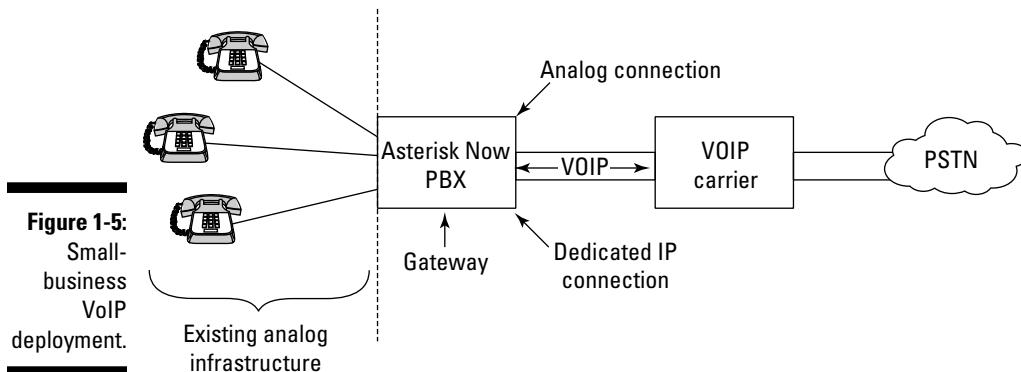 Analog connection
Asterisk Now
PBX
VOIP
VOIP
carrier
PSTN
Gateway
Dedicated IP
connection
Existing analog
infrastructure
Figure 1-5:
Small-
business
VoIP
deployment.